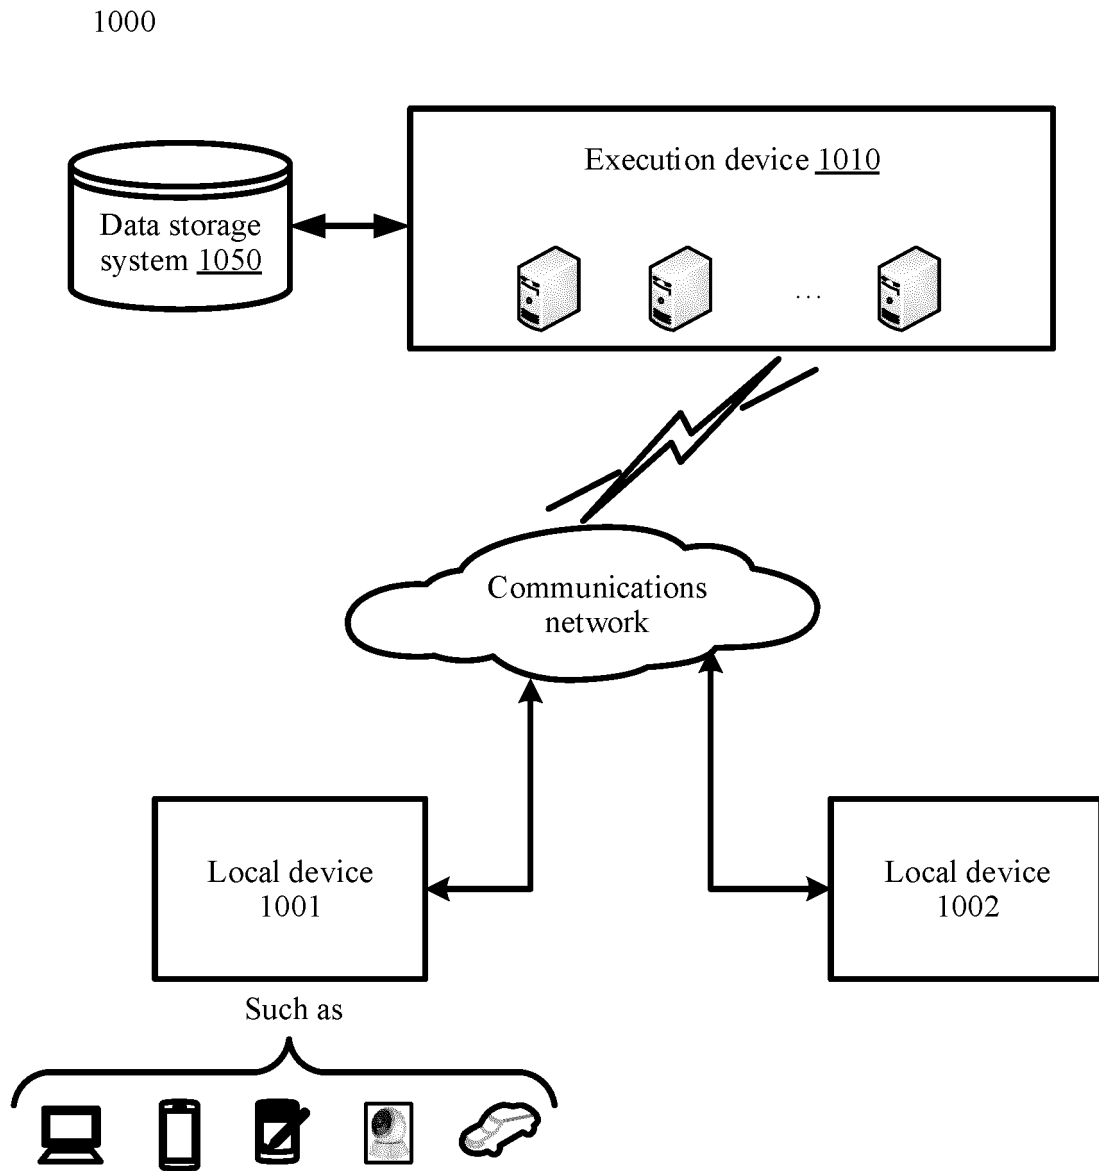 1000
Execution device 1010
Data storage
system 1050
...
Communications
network
Local device
1001
Local device
1002
Such as